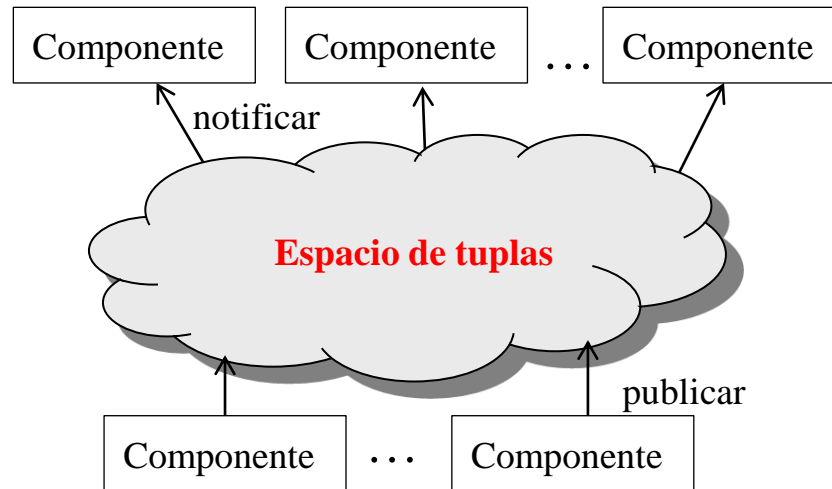 Componente Componente ... Componente
notificar
Espacio de tuplas
publicar
Componente ... Componente